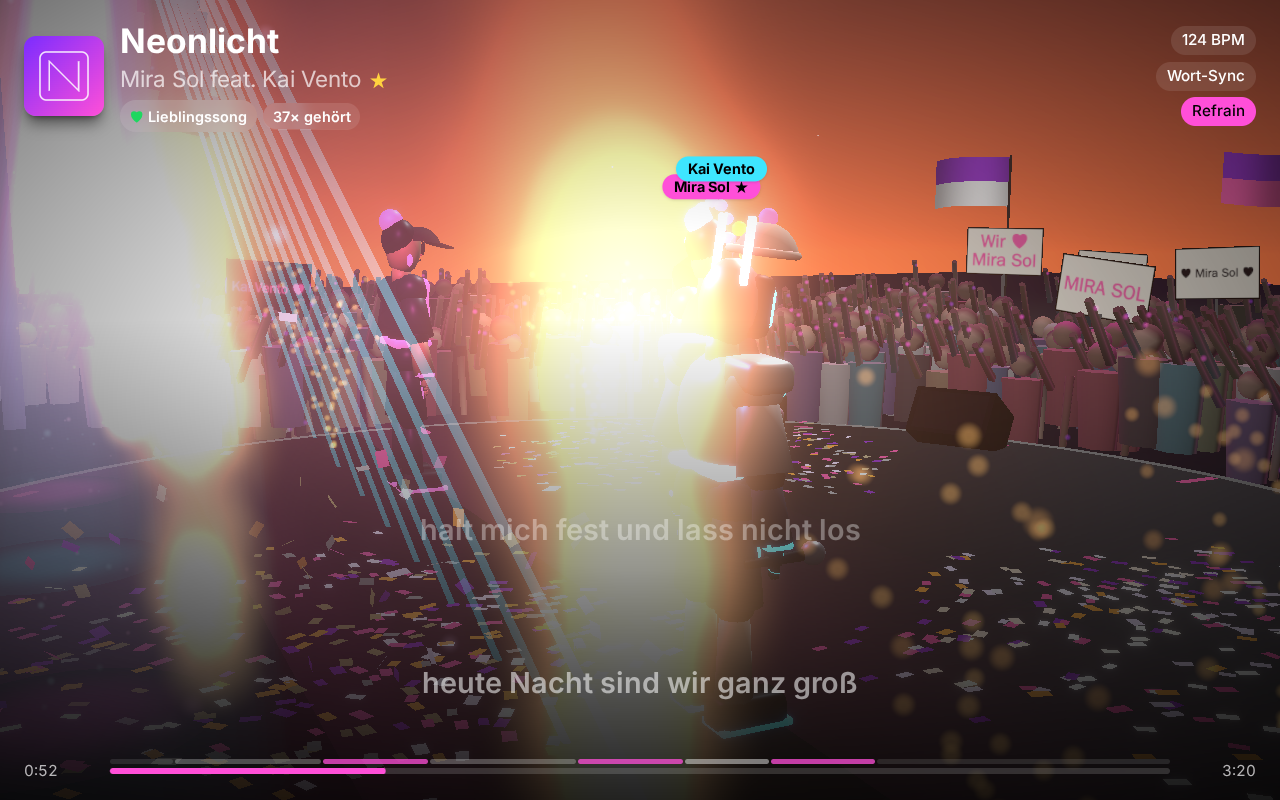 Neonlicht
Mira Sol feat. Kai Vento ★
Lieblingssong
37× gehört
124 BPM
Wort-Sync
Refrain
Kai Vento
Mira Sol ★
Wir ♥
Mira Sol
MIRA SOL
♥ Mira Sol ♥
Kai Vento ♥
halt mich fest und lass nicht los
heute Nacht sind wir ganz groß
0:52
3:20